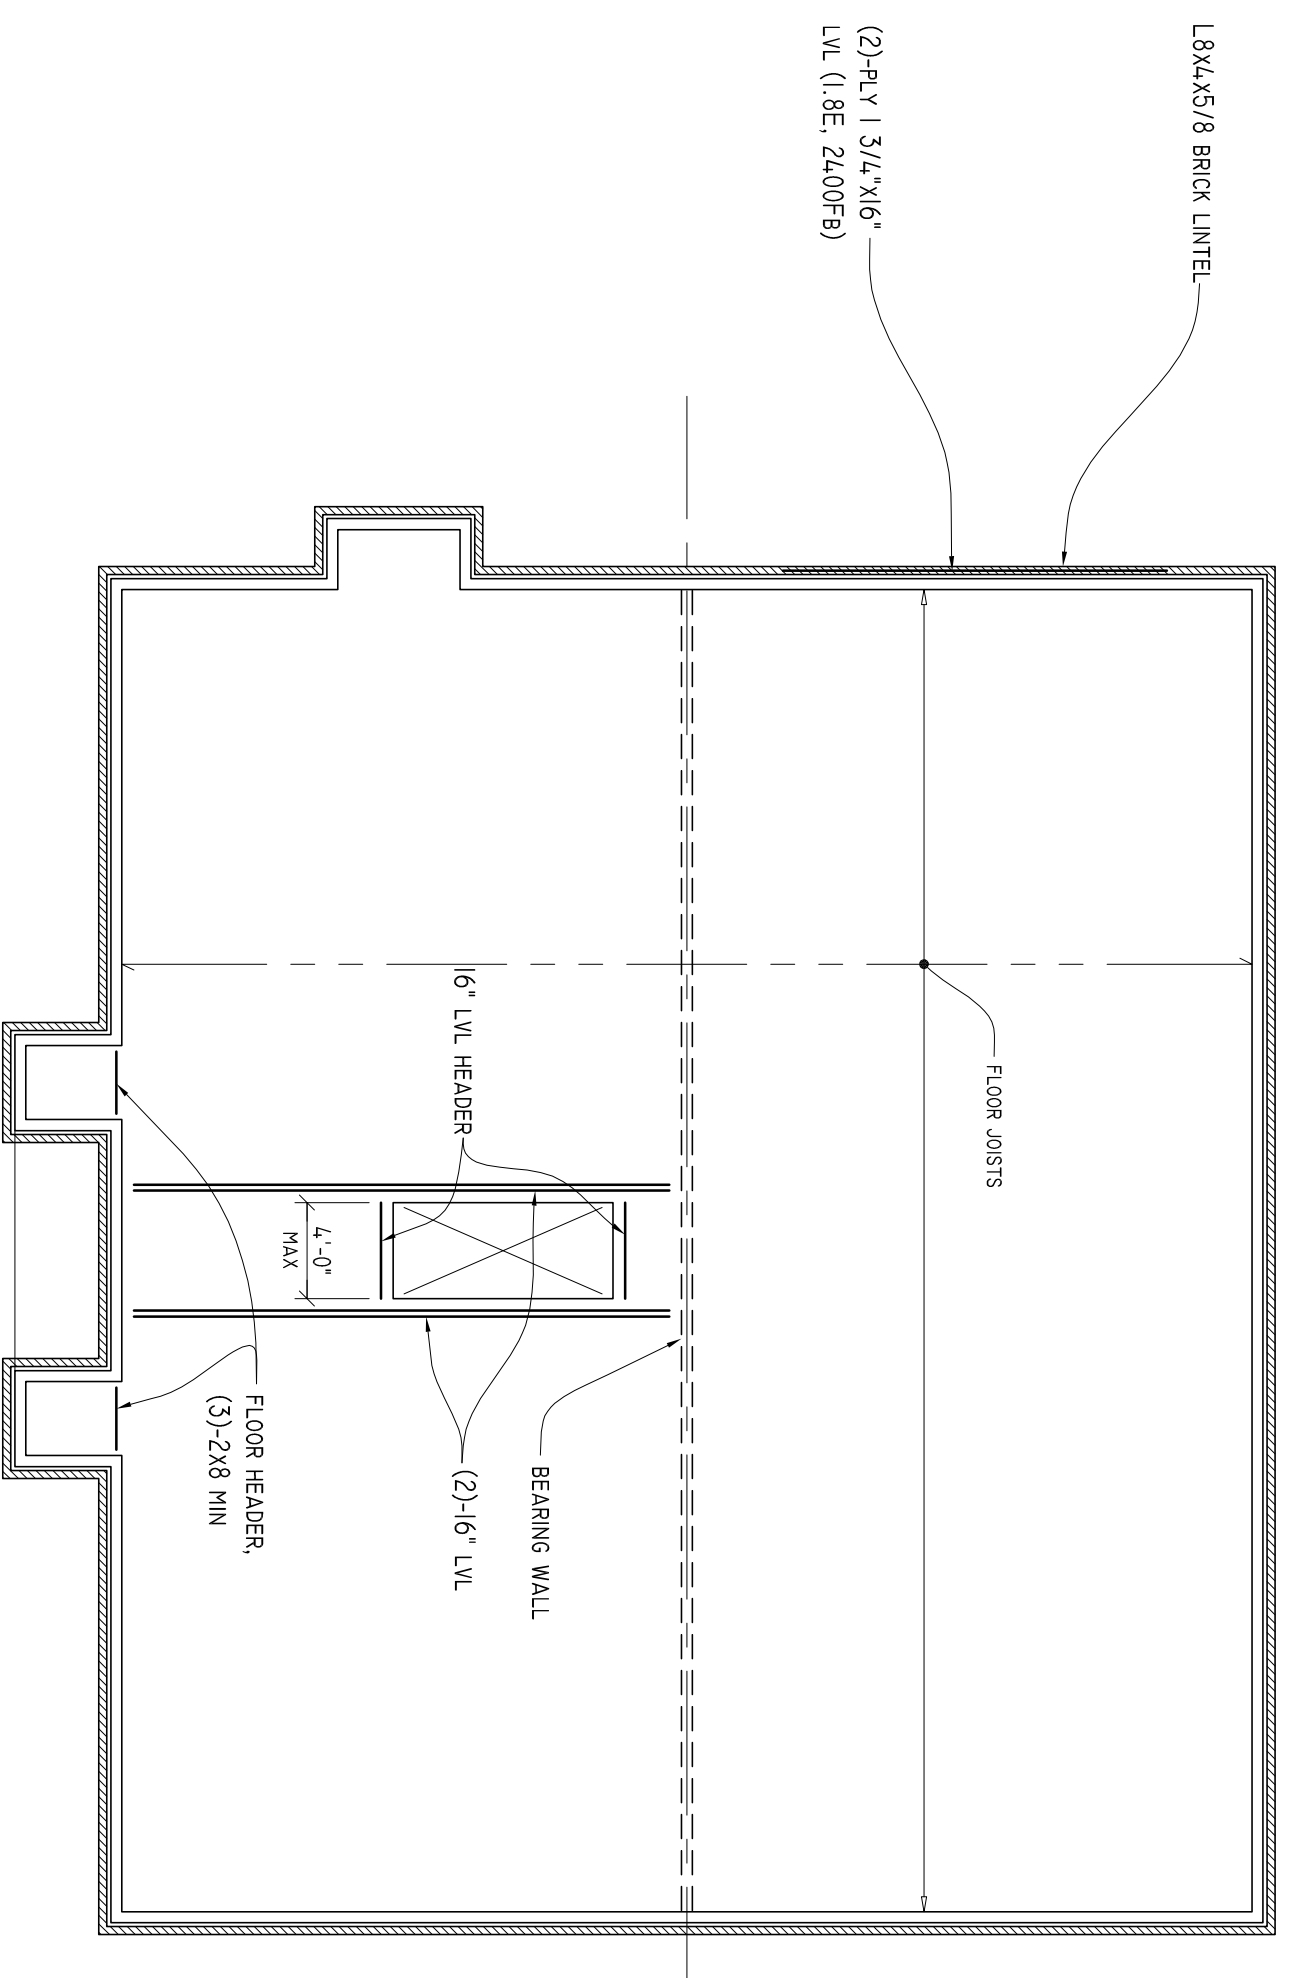 L8x4x5/8 BRICK LINTEL
(2)-PLY 1 3/4"x16"
LVL (1.8E, 2400FB)
FLOOR JOISTS
16" LVL HEADER
4'-0"
MAX
BEARING WALL
(2)-16" LVL
FLOOR HEADER,
(3)-2X8 MIN